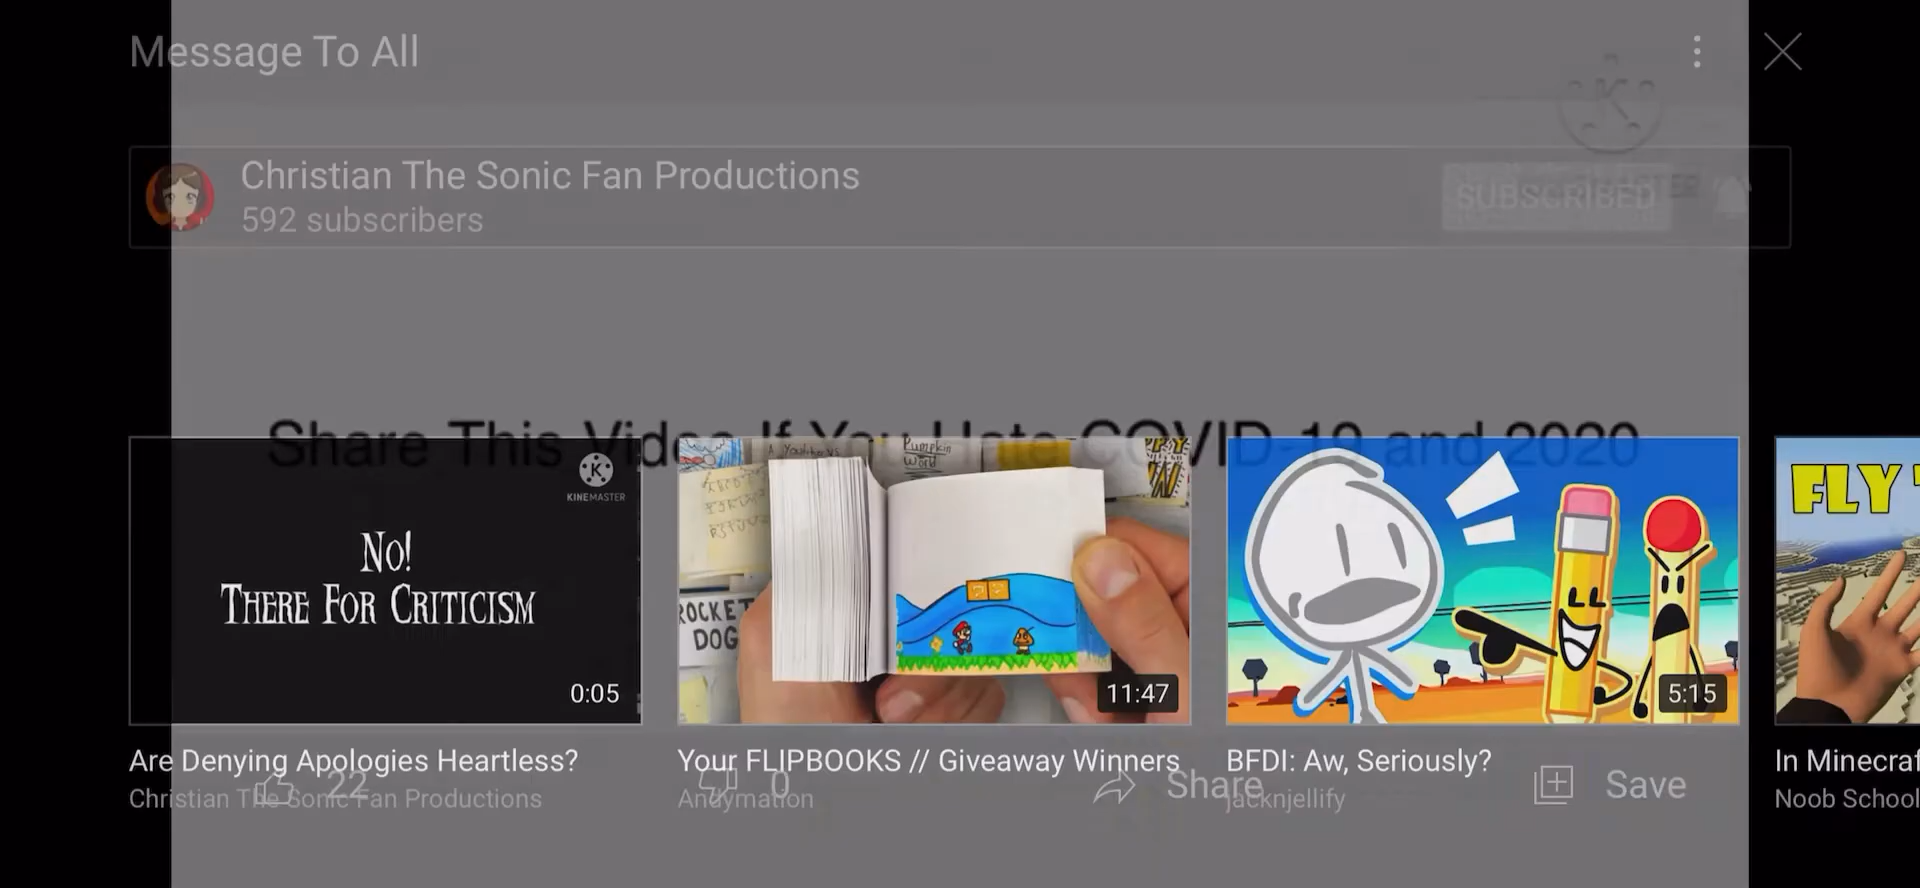 Message To All
Christian The Sonic Fan Productions
592 subscribers
SUBSCRIBED
Share This Video If You Hate COVID-19 and 2020
KINEMASTER
No!
There For Criticism
0:05
Pumpkin
World
ROCKET
DOG
11:47
5:15
FLY
Are Denying Apologies Heartless?
Christian The Sonic Fan Productions
Your FLIPBOOKS // Giveaway Winners
Andymation
BFDI: Aw, Seriously?
jacknjellify
In Minecraf
Noob School
22
0
Share
Save